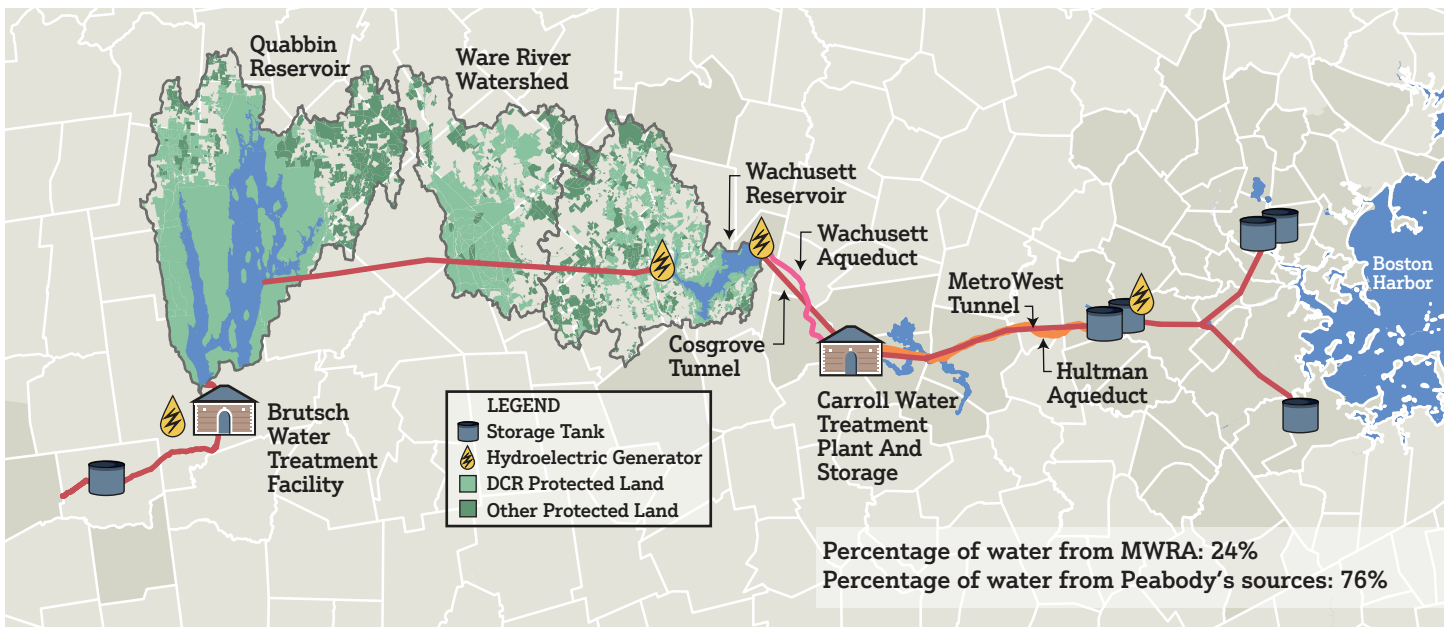 Quabbin
Reservoir
Ware River
Watershed
Wachusett
Reservoir
Wachusett
Aqueduct
MetroWest
Tunnel
Boston
Harbor
Cosgrove
Tunnel
Hultman
Aqueduct
Carroll Water
Treatment
Plant And
Storage
Brutsch
Water
Treatment
Facility
LEGEND
Storage Tank
Hydroelectric Generator
DCR Protected Land
Other Protected Land
Percentage of water from MWRA: 24%
Percentage of water from Peabody's sources: 76%